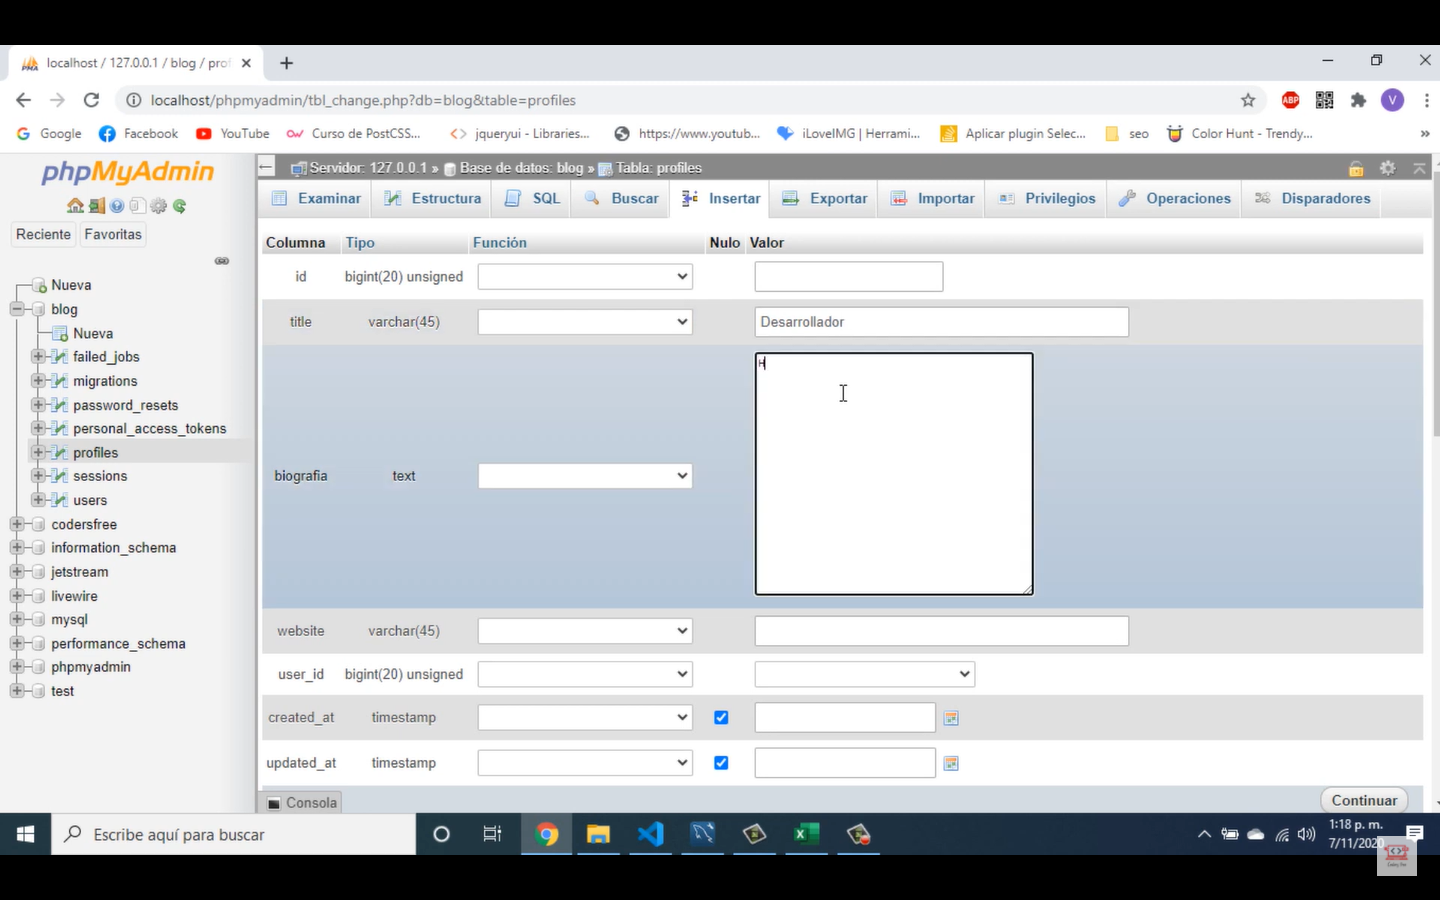 localhost / 127.0.0.1 / blog / prof
localhost/phpmyadmin/tbl_change.php?db=blog&table=profiles
ABP
V
Google Facebook YouTube Curso de PostCSS... jqueryui - Libraries... https://www.youtub... iLoveIMG | Herrami... Aplicar plugin Selec... seo Color Hunt - Trendy... »
phpMyAdmin
Reciente Favoritas
Nueva
blog
Nueva
failed_jobs
migrations
password_resets
personal_access_tokens
profiles
sessions
users
codersfree
information_schema
jetstream
livewire
mysql
performance_schema
phpmyadmin
test
Servidor: 127.0.0.1 » Base de datos: blog » Tabla: profiles
Examinar Estructura SQL Buscar Insertar Exportar Importar Privilegios Operaciones Disparadores
Columna Tipo Función Nulo Valor
id bigint(20) unsigned
title varchar(45) Desarrollador
biografia text H
website varchar(45)
user_id bigint(20) unsigned
created_at timestamp
updated_at timestamp
Consola
Continuar
Escribe aquí para buscar
1:18 p. m.
7/11/2020